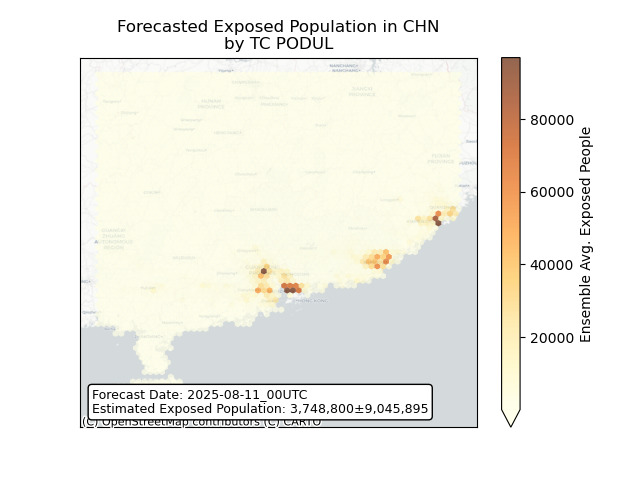 Forecasted Exposed Population in CHN
by TC PODUL
80000
60000
40000
20000
Ensemble Avg. Exposed People
Forecast Date: 2025-08-11_00UTC
Estimated Exposed Population: 3,748,800±9,045,895
(C) OpenStreetMap contributors (C) CARTO